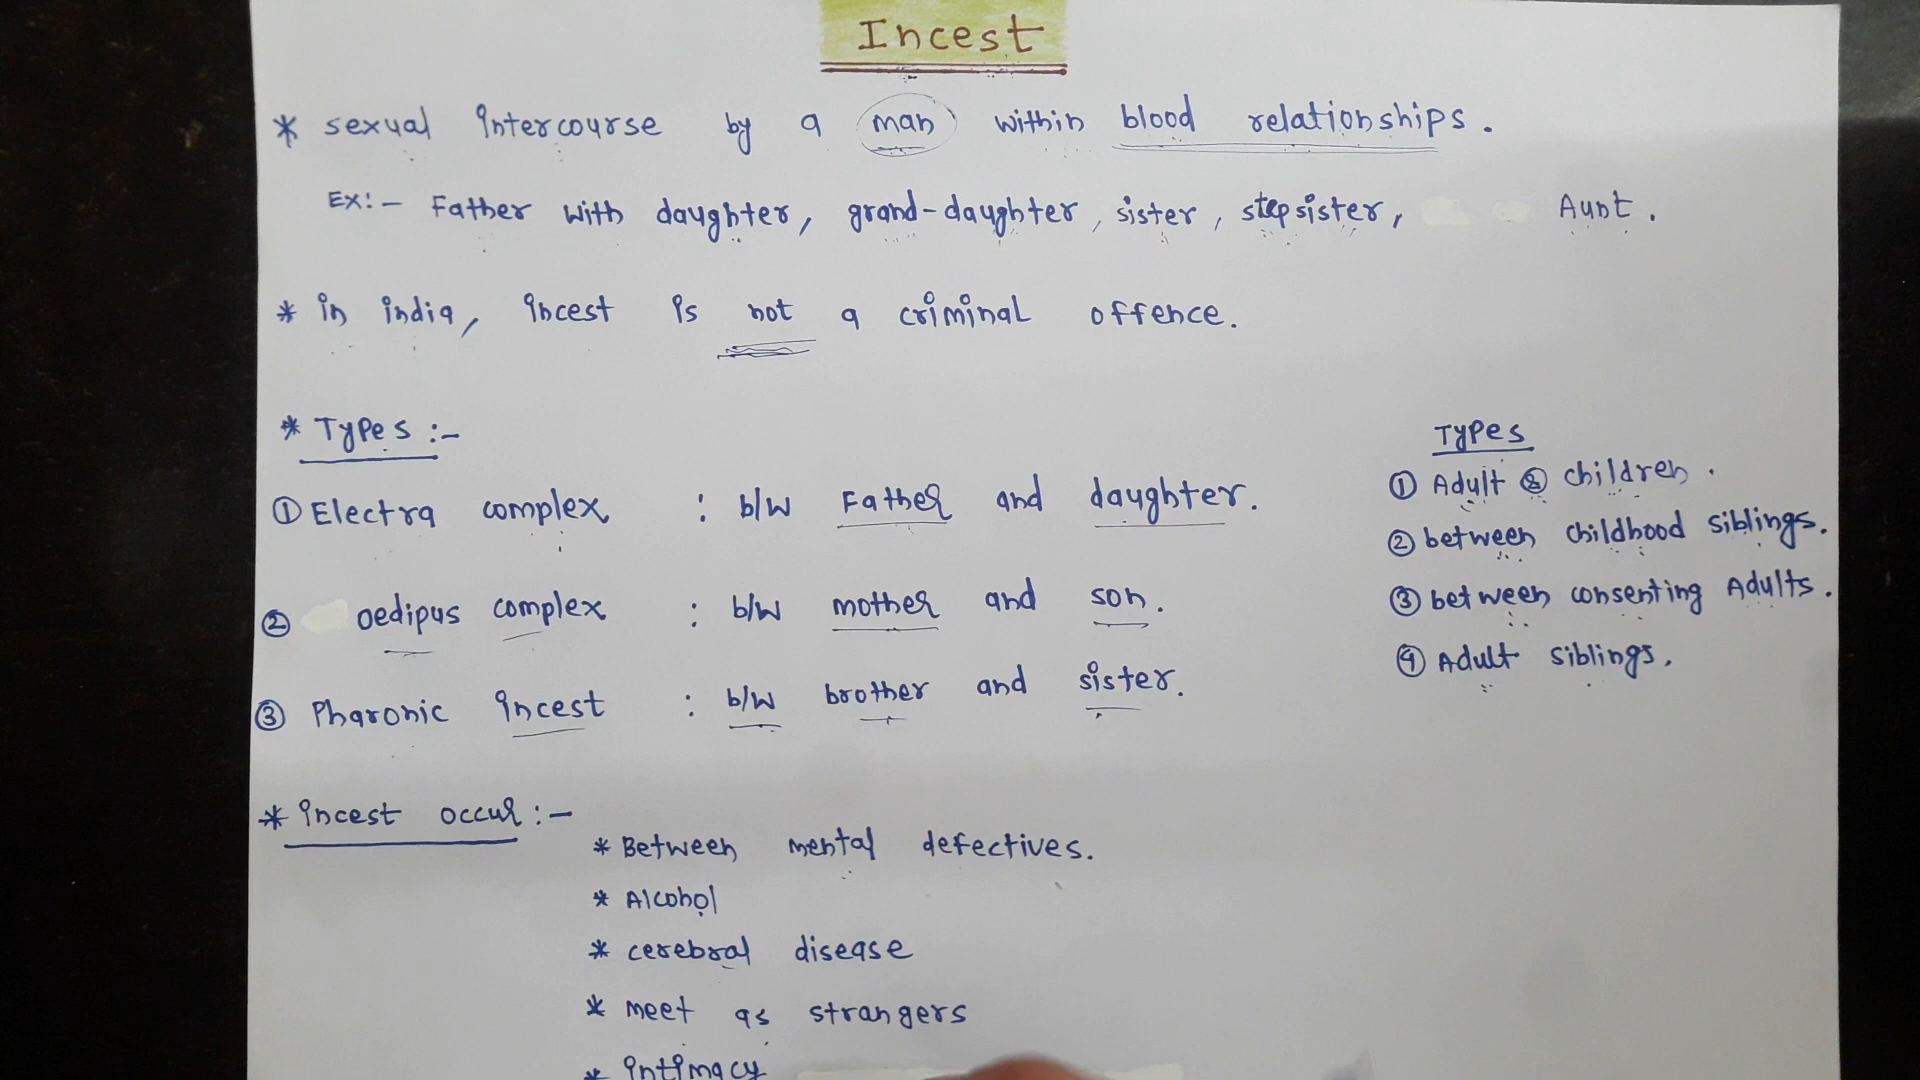 Incest
* sexual intercourse by a man within blood relationships.
Ex:- Father with daughter, grand-daughter, sister, stepsister, Aunt.
* in india, incest is not a criminal offence.
* Types :-
① Electra complex : b/w Father and daughter.
② oedipus complex : b/w mother and son.
③ Pharonic incest : b/w brother and sister.
Types
① Adult & children.
② between childhood siblings.
③ between consenting Adults.
④ Adult siblings.
* incest occur :-
* Between mental defectives.
* Alcohol
* cerebral disease
* meet as strangers
* intimacy